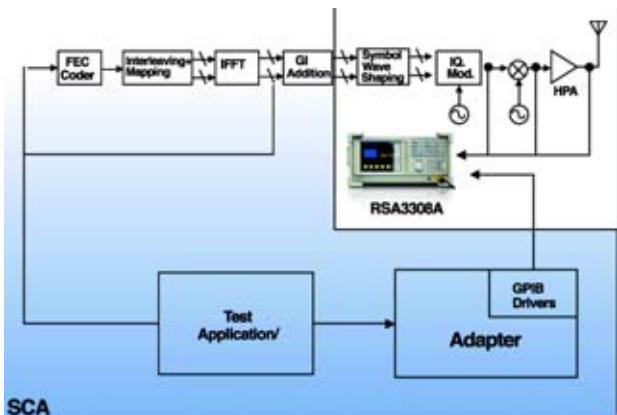 FEC
Coder
Interleaving-
Mapping
IFFT
GI
Addition
Symbol
Wave
Shaping
IQ.
Mod.
HPA
RSA3308A
Test
Application/
GPIB
Drivers
Adapter
SCA